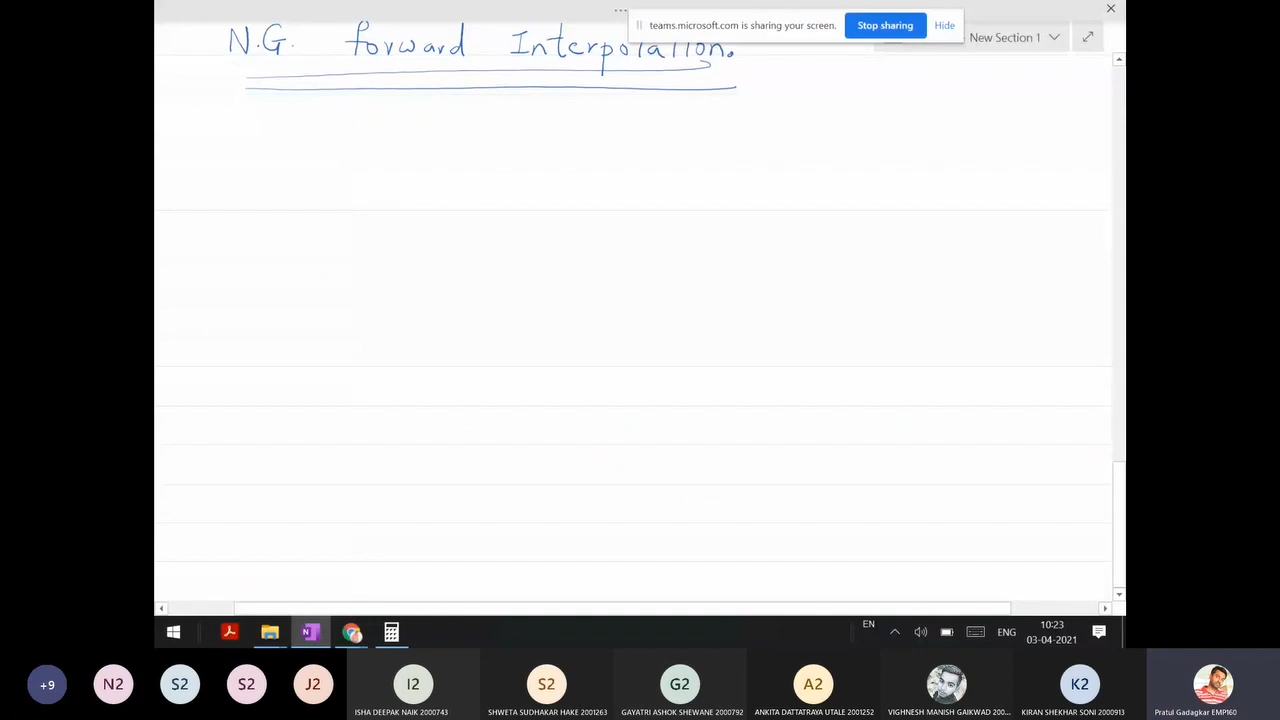 N.G. forward Interpolation.
teams.microsoft.com is sharing your screen. Stop sharing Hide
New Section 1
EN
ENG
10:23
03-04-2021
+9 N2 S2 S2 J2 I2 S2 G2 A2 K2
ISHA DEEPAK NAIK 2000743 SHWETA SUDHAKAR HAKE 2001263 GAYATRI ASHOK SHEWANE 2000792 ANKITA DATTATRAYA UTALE 2001252 VIGHNESH MANISH GAIKWAD 200... KIRAN SHEKHAR SONI 2000913 Pratul Gadagkar EMP160